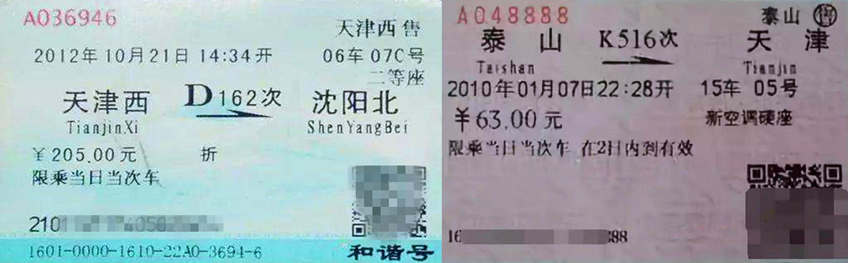 A036946
天津西 售
2012年10月21日 14:34开
06车 07C号
二等座
天津西
D162次
沈阳北
TianjinXi
ShenYangBei
￥205.00元
折
限乘当日当次车
1601-0000-1610-22A0-3694-6
和谐号
A048888
泰山 售
泰 山
K516次
天 津
Taishan
Tianjin
2010年01月07日22:28开
15车 05号
￥63.00元
新空调硬座
限乘当日当次车 在2日内到有效